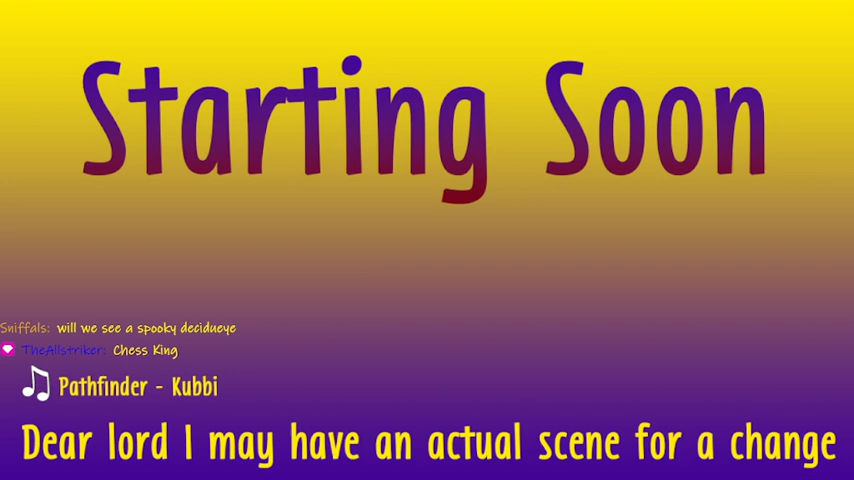 Starting Soon
Sniffals: will we see a spooky decidueye
TheAllstriker: Chess King
Pathfinder - Kubbi
Dear lord I may have an actual scene for a change